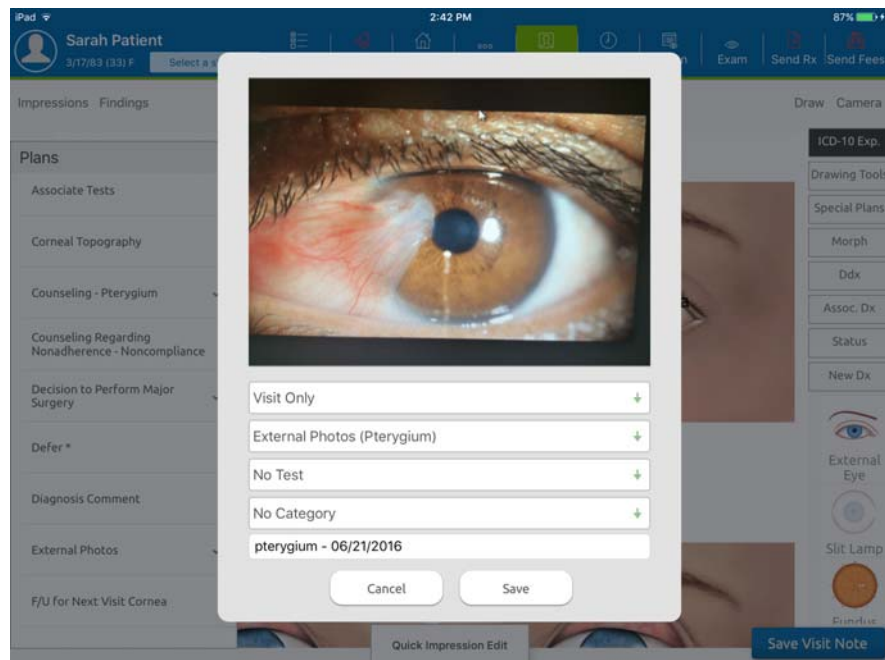 iPad
2:42 PM
87%
Sarah Patient
3/17/83 (33) F
Select a s
Exam
Send Rx
Send Fees
Impressions
Findings
Draw
Camera
Plans
Associate Tests
Corneal Topography
Counseling - Pterygium
Counseling Regarding
Nonadherence - Noncompliance
Decision to Perform Major
Surgery
Defer *
Diagnosis Comment
External Photos
F/U for Next Visit Cornea
Visit Only
External Photos (Pterygium)
No Test
No Category
pterygium - 06/21/2016
Cancel
Save
Quick Impression Edit
ICD-10 Exp.
Drawing Tools
Special Plans
Morph
Ddx
Assoc. Dx
Status
New Dx
External
Eye
Slit Lamp
Fundus
Save Visit Note